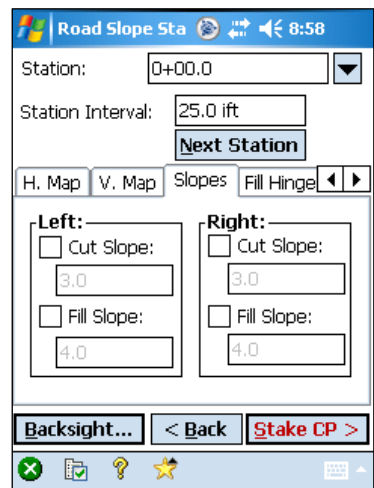 Road Slope Sta 8:58
Station: 0+00.0
Station Interval: 25.0 ift
Next Station
H. Map V. Map Slopes Fill Hinge
Left: Right:
Cut Slope: Cut Slope:
3.0 3.0
Fill Slope: Fill Slope:
4.0 4.0
Backsight... < Back Stake CP >